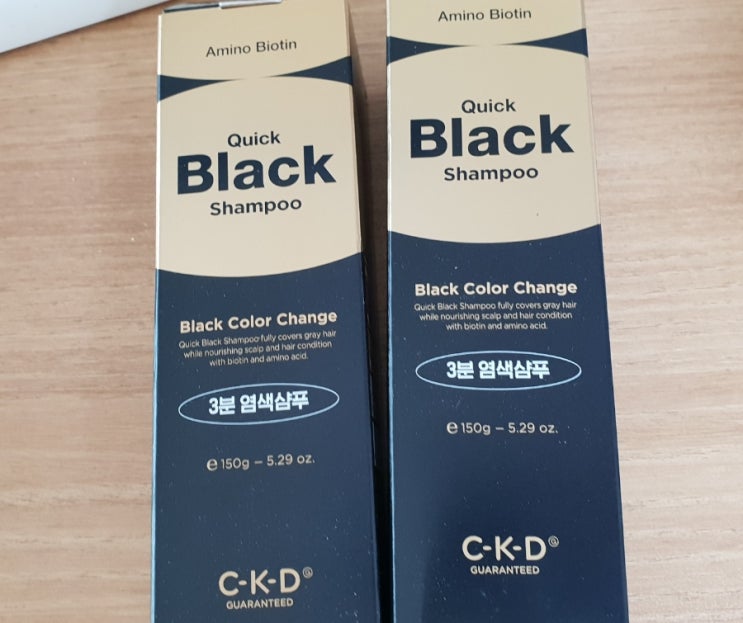 Amino Biotin
Quick
Black
Shampoo
Black Color Change
Quick Black Shampoo fully covers gray hair
while nourishing scalp and hair condition
with biotin and amino acid.
3분 염색샴푸
℮ 150g – 5.29 oz.
C-K-D
GUARANTEED
Amino Biotin
Quick
Black
Shampoo
Black Color Change
Quick Black Shampoo fully covers gray hair
while nourishing scalp and hair condition
with biotin and amino acid.
3분 염색샴푸
℮ 150g – 5.29 oz.
C-K-D
GUARANTEED